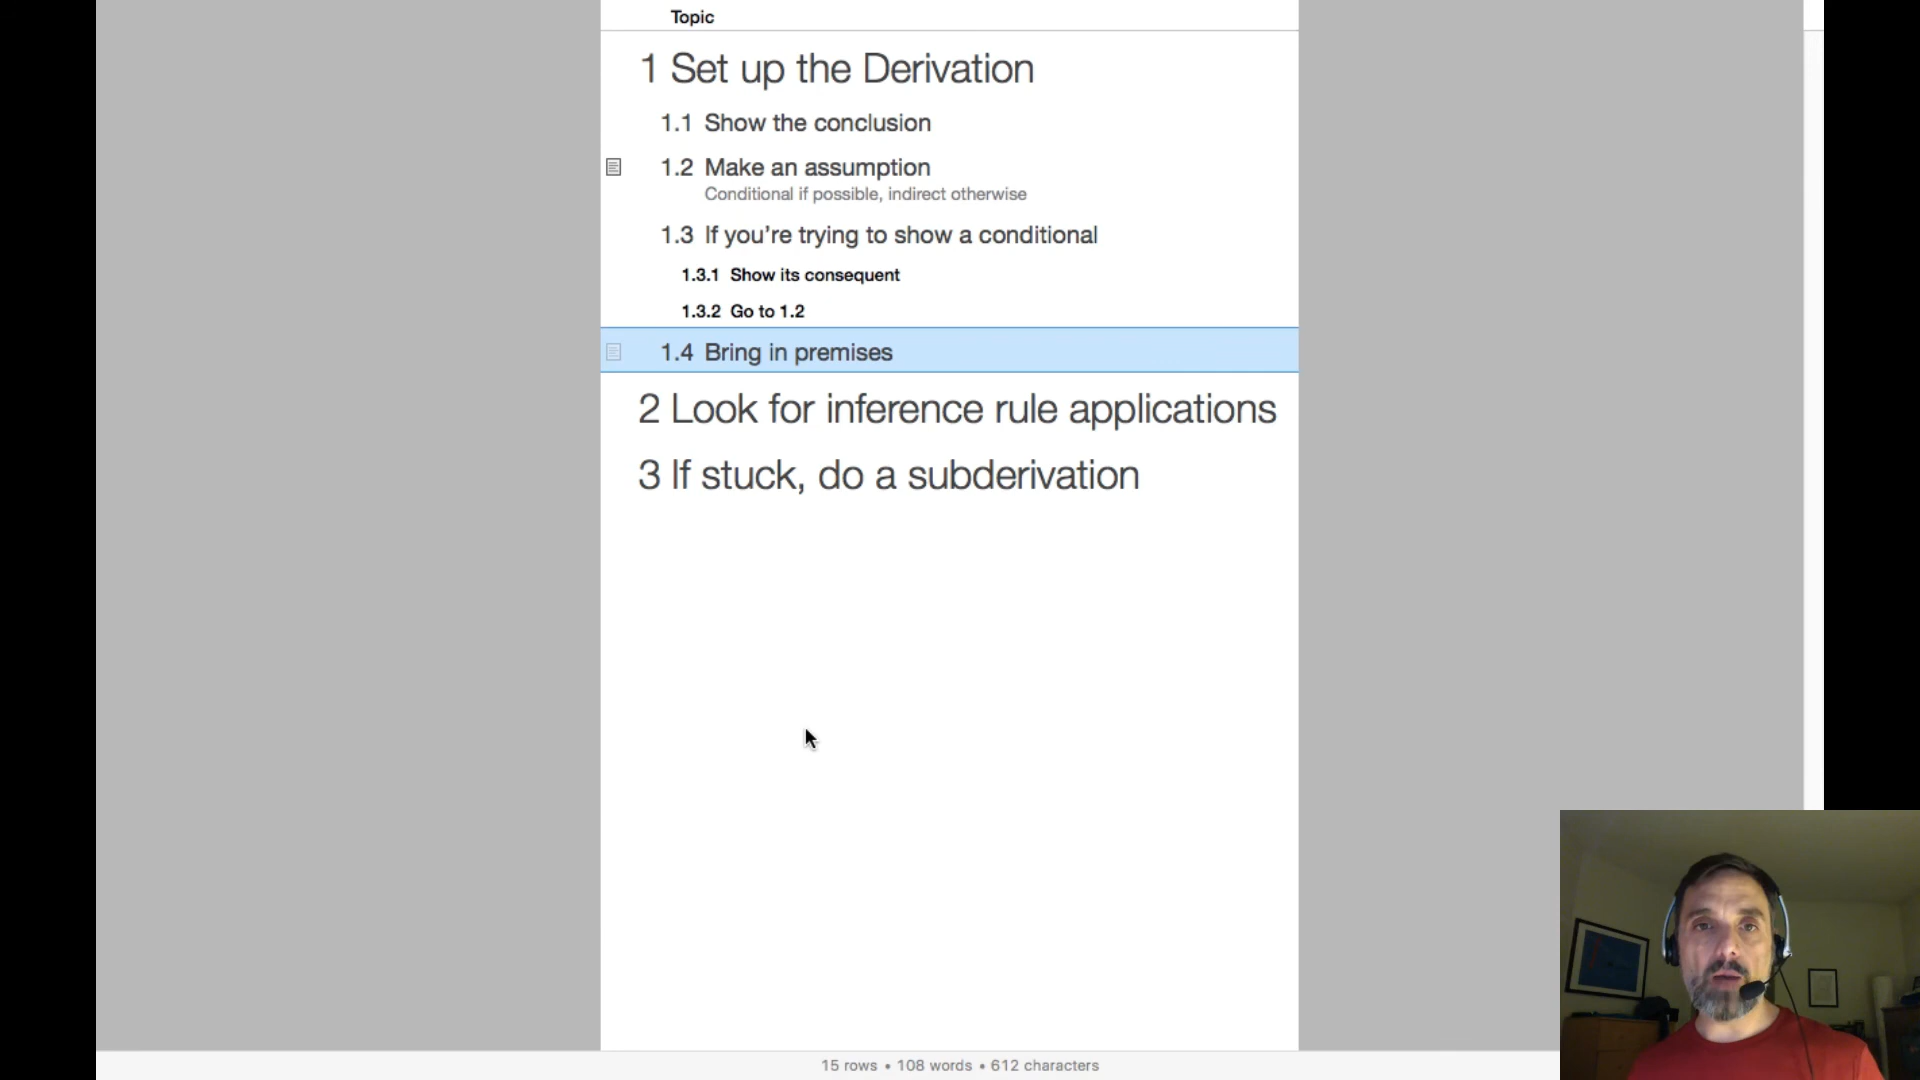 Topic
1 Set up the Derivation
1.1 Show the conclusion
1.2 Make an assumption
Conditional if possible, indirect otherwise
1.3 If you’re trying to show a conditional
1.3.1 Show its consequent
1.3.2 Go to 1.2
1.4 Bring in premises
2 Look for inference rule applications
3 If stuck, do a subderivation
15 rows • 108 words • 612 characters